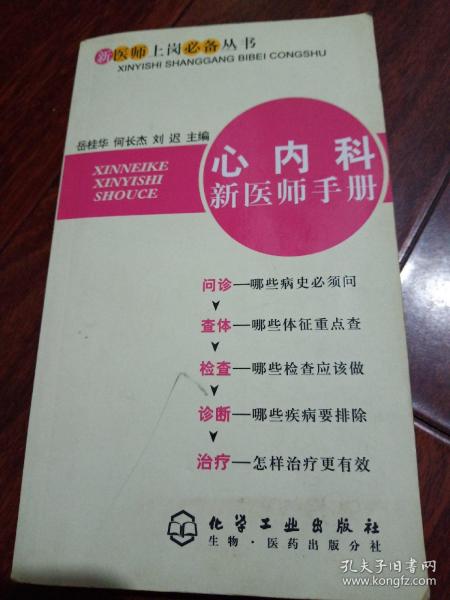 新医师上岗必备丛书
XINYISHI SHANGGANG BIBEI CONGSHU
岳桂华 何长杰 刘迟 主编
XINNEIKE
XINYISHI
SHOUCE
心内科
新医师手册
问诊—哪些病史必须问
查体—哪些体征重点查
检查—哪些检查应该做
诊断—哪些疾病要排除
治疗—怎样治疗更有效
化学工业出版社
生物·医药出版分社
孔夫子旧书网
www.kongfz.com